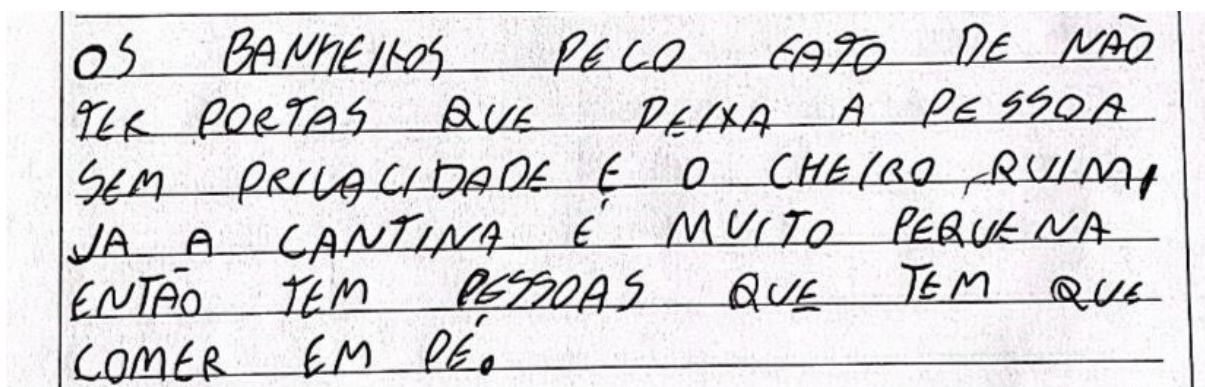 OS BANHEIROS PELO FATO DE NÃO
TER PORTAS QUE DEIXA A PESSOA
SEM PRIVACIDADE E O CHEIRO RUIM,
JA A CANTINA É MUITO PEQUENA
ENTÃO TEM PESSOAS QUE TEM QUE
COMER EM PÉ.